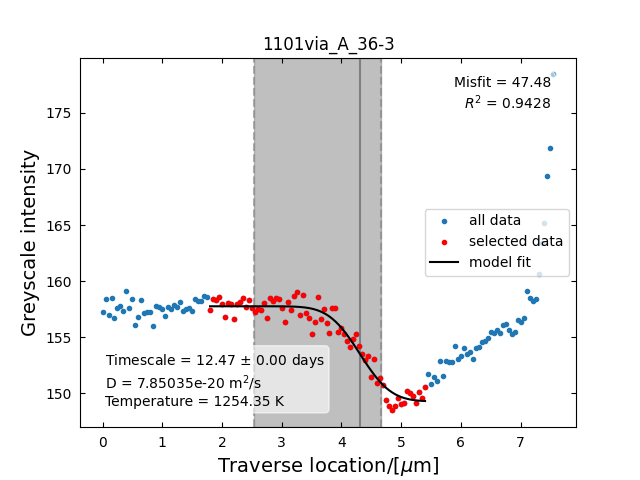 1101via_A_36-3
Misfit = 47.48
R² = 0.9428
Greyscale intensity
175
170
165
160
155
150
all data
selected data
model fit
Timescale = 12.47 ± 0.00 days
D = 7.85035e-20 m²/s
Temperature = 1254.35 K
0 1 2 3 4 5 6 7
Traverse location/[μm]